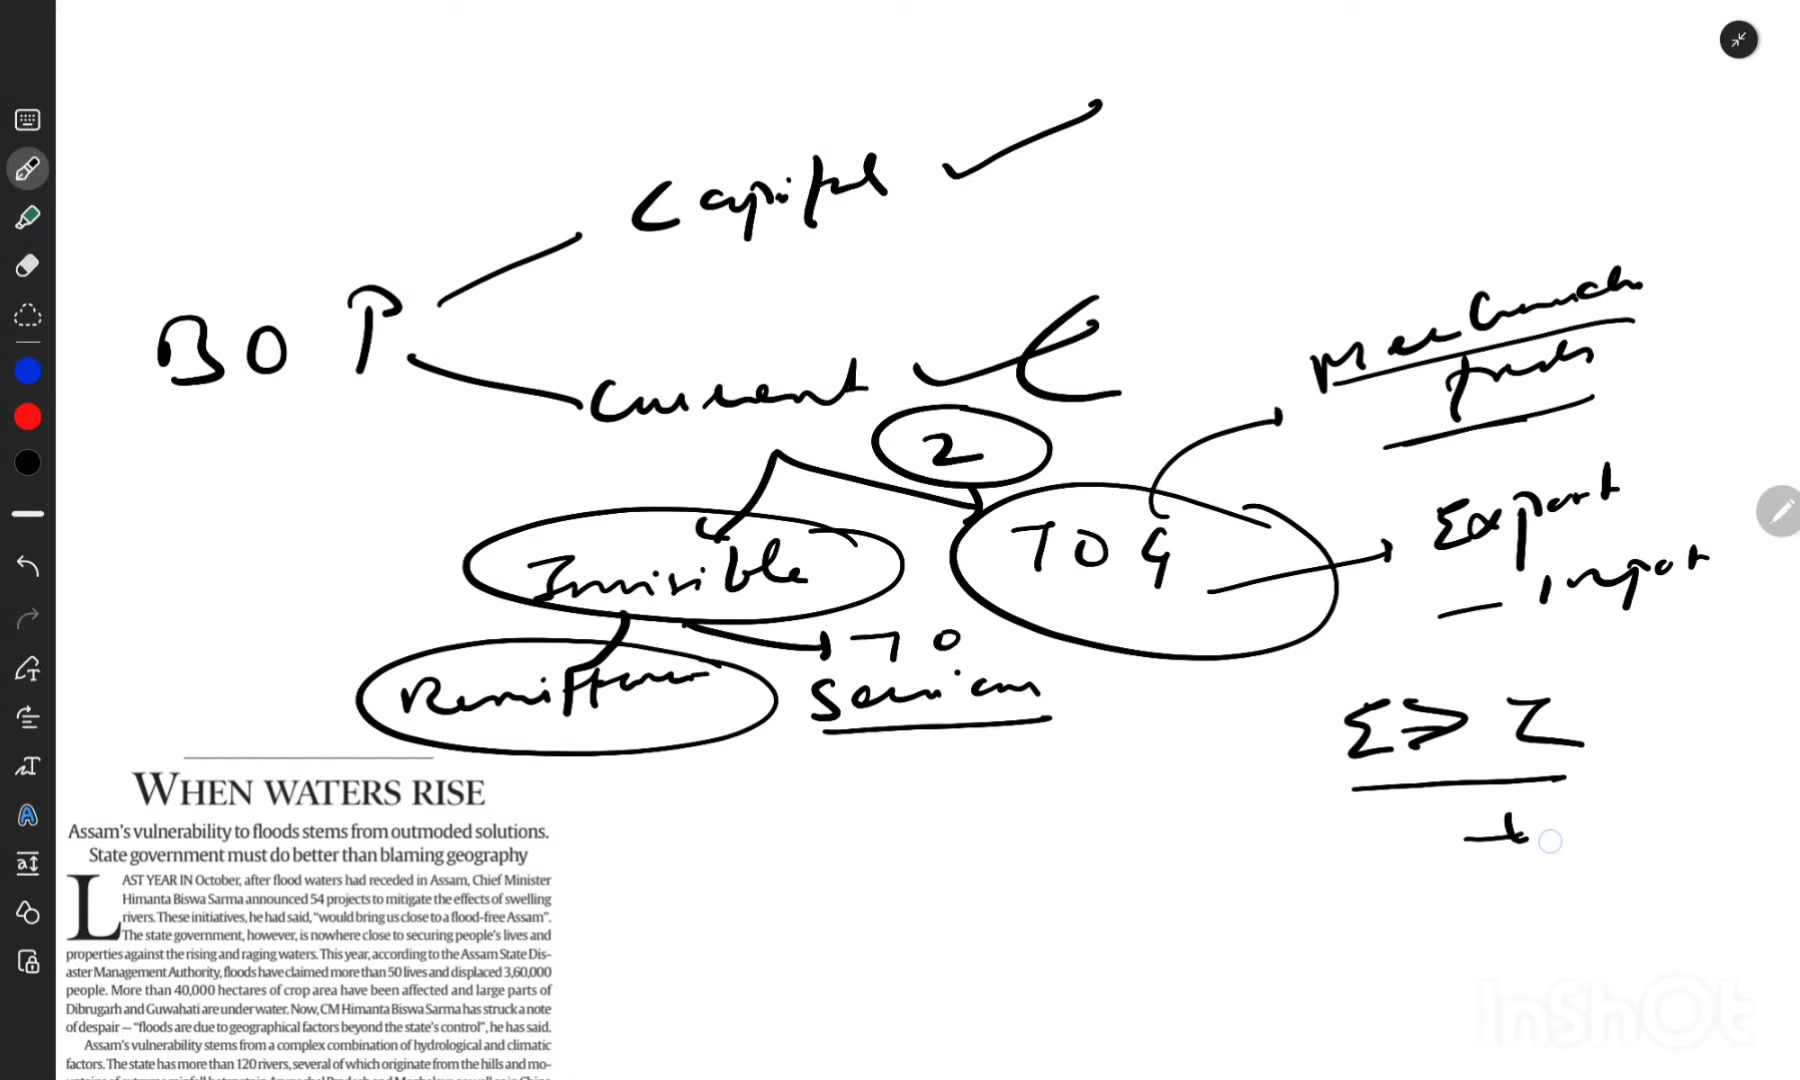 Capital
BOP
Current
2
Merchandi
trade
Invisible
TOG
Export
Import
Remittance
TO
Services
E > I
+
WHEN WATERS RISE
Assam's vulnerability to floods stems from outmoded solutions.
State government must do better than blaming geography
LAST YEAR IN October, after flood waters had receded in Assam, Chief Minister
Himanta Biswa Sarma announced 54 projects to mitigate the effects of swelling
rivers. These initiatives, he had said, "would bring us close to a flood-free Assam".
The state government, however, is nowhere close to securing people's lives and
properties against the rising and raging waters. This year, according to the Assam State Dis-
aster Management Authority, floods have claimed more than 50 lives and displaced 3,60,000
people. More than 40,000 hectares of crop area have been affected and large parts of
Dibrugarh and Guwahati are under water. Now, CM Himanta Biswa Sarma has struck a note
of despair — "floods are due to geographical factors beyond the state's control", he has said.
Assam's vulnerability stems from a complex combination of hydrological and climatic
factors. The state has more than 120 rivers, several of which originate from the hills and mo-
InShOt